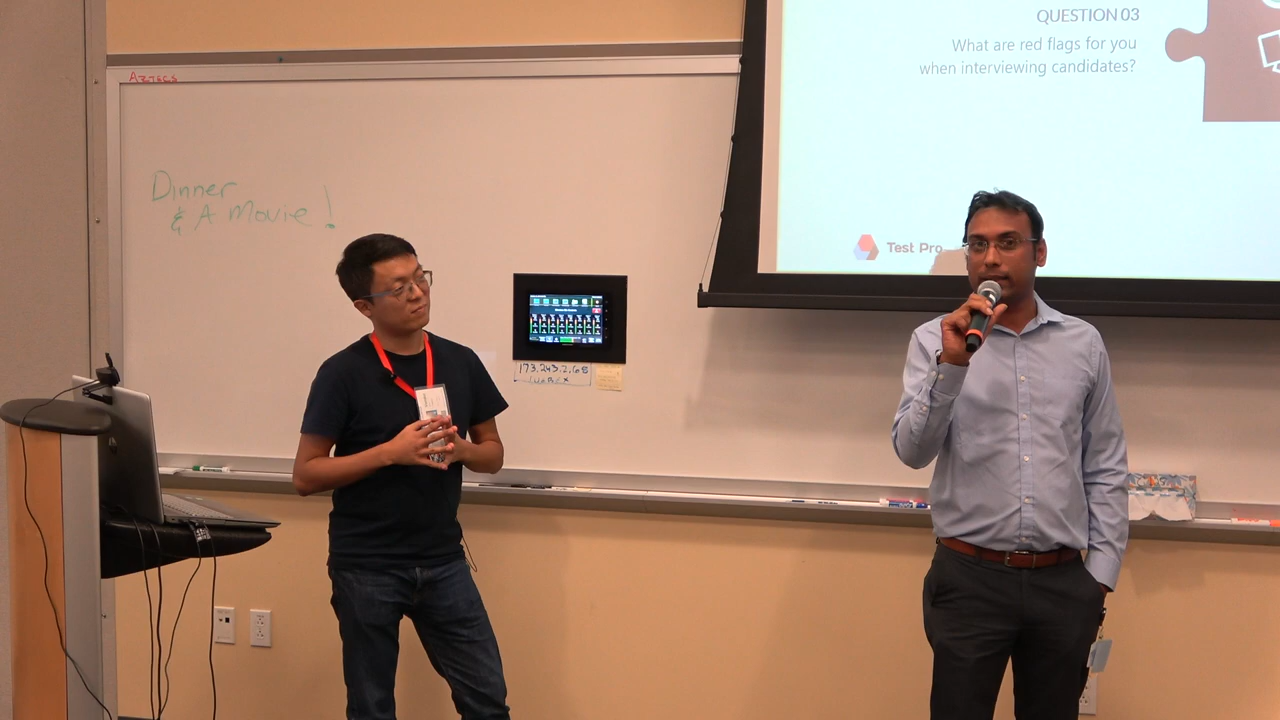 AZTECS
Dinner
& A Movie!
173.243.2.68
WEBEX
QUESTION 03
What are red flags for you
when interviewing candidates?
Test Pro